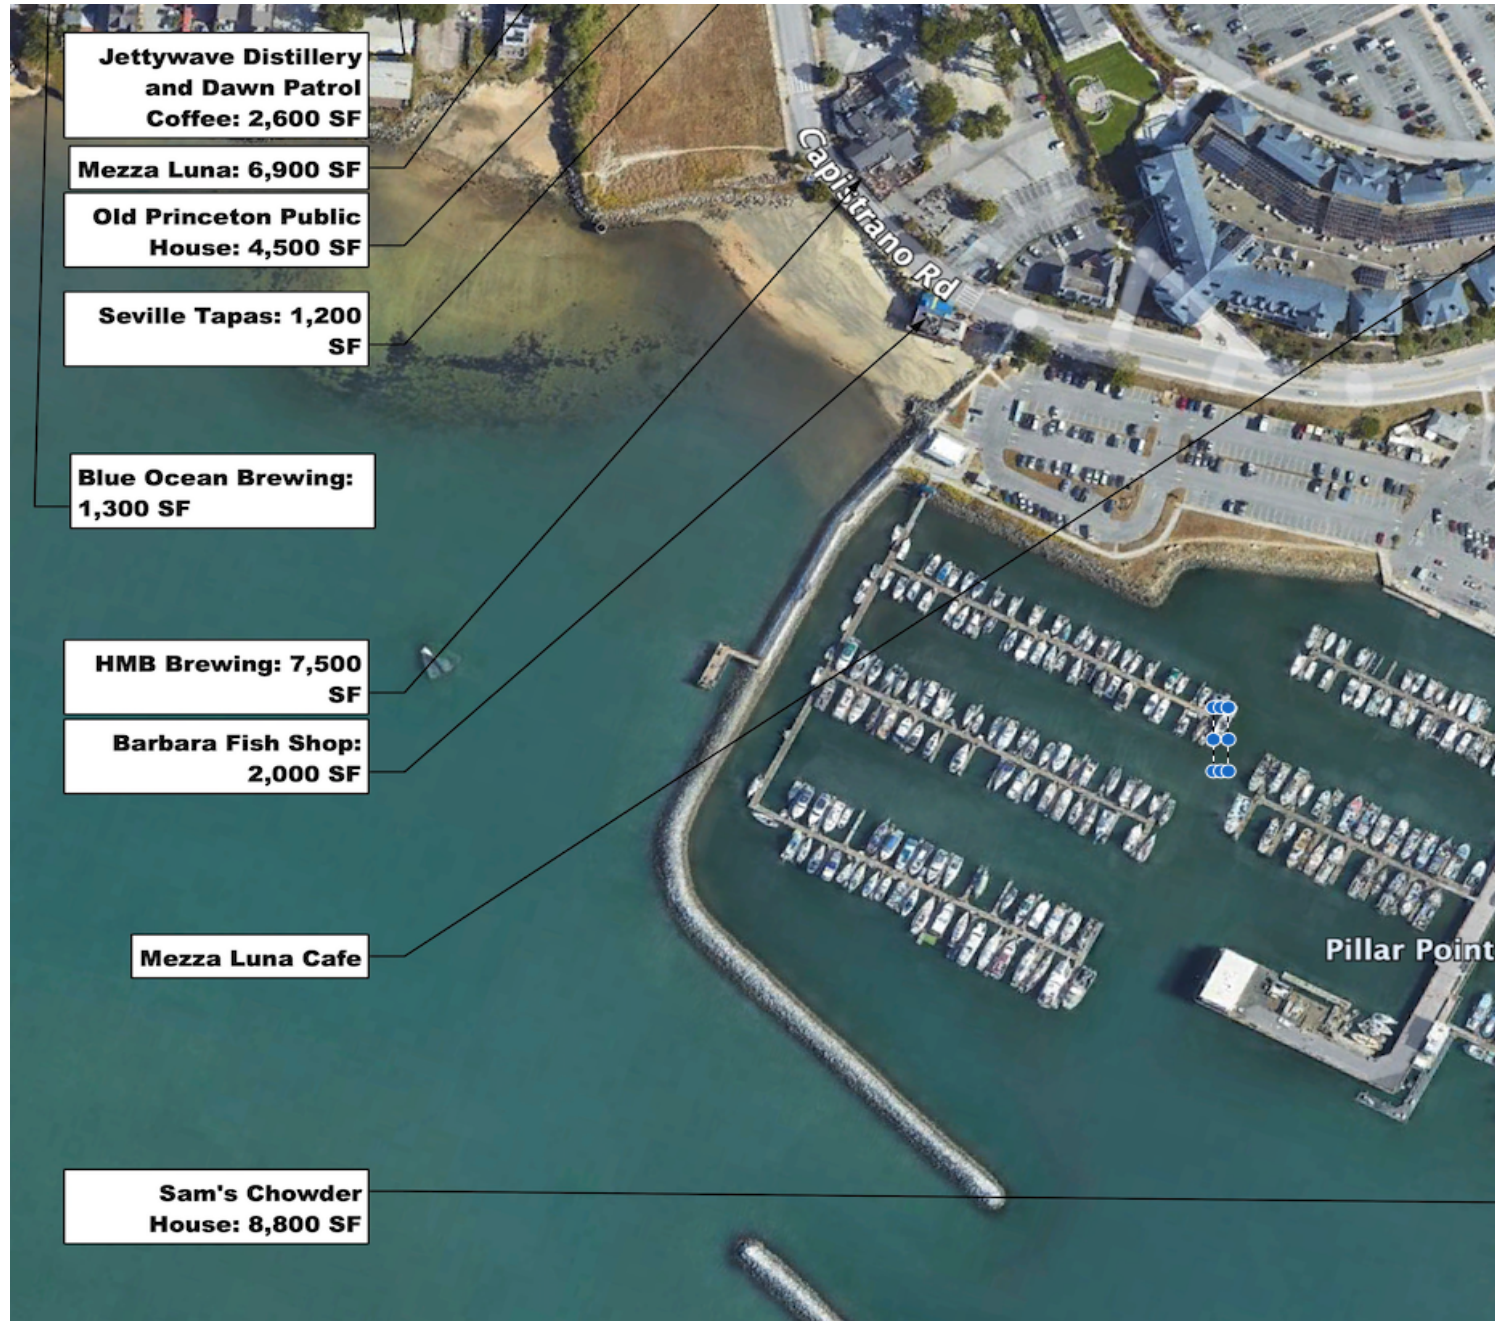 Jettywave Distillery
and Dawn Patrol
Coffee: 2,600 SF
Mezza Luna: 6,900 SF
Old Princeton Public
House: 4,500 SF
Seville Tapas: 1,200
SF
Blue Ocean Brewing:
1,300 SF
HMB Brewing: 7,500
SF
Barbara Fish Shop:
2,000 SF
Mezza Luna Cafe
Sam's Chowder
House: 8,800 SF
Capistrano Rd
Pillar Point